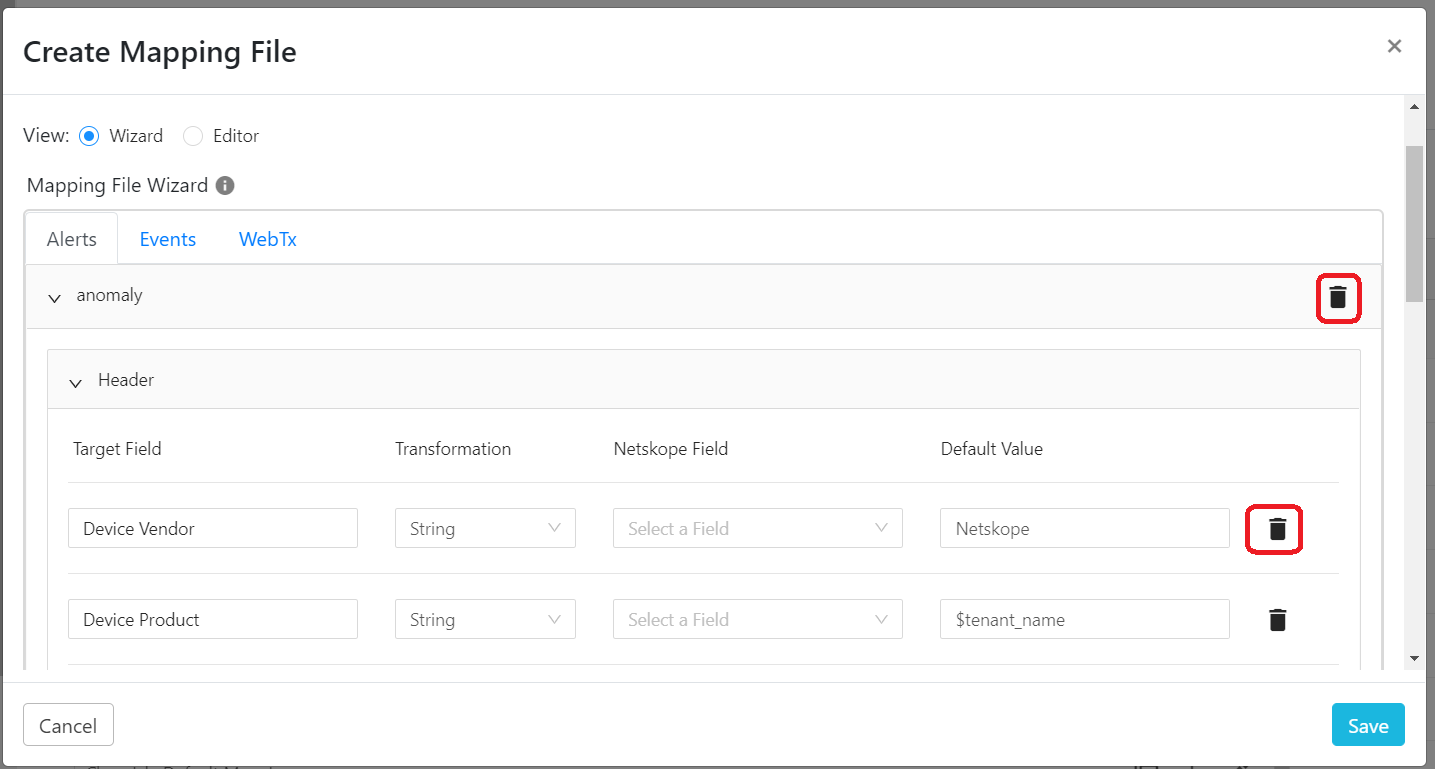 Create Mapping File
View: Wizard Editor
Mapping File Wizard
Alerts Events WebTx
anomaly
Header
Target Field Transformation Netskope Field Default Value
Device Vendor String Select a Field Netskope
Device Product String Select a Field $tenant_name
Cancel Save